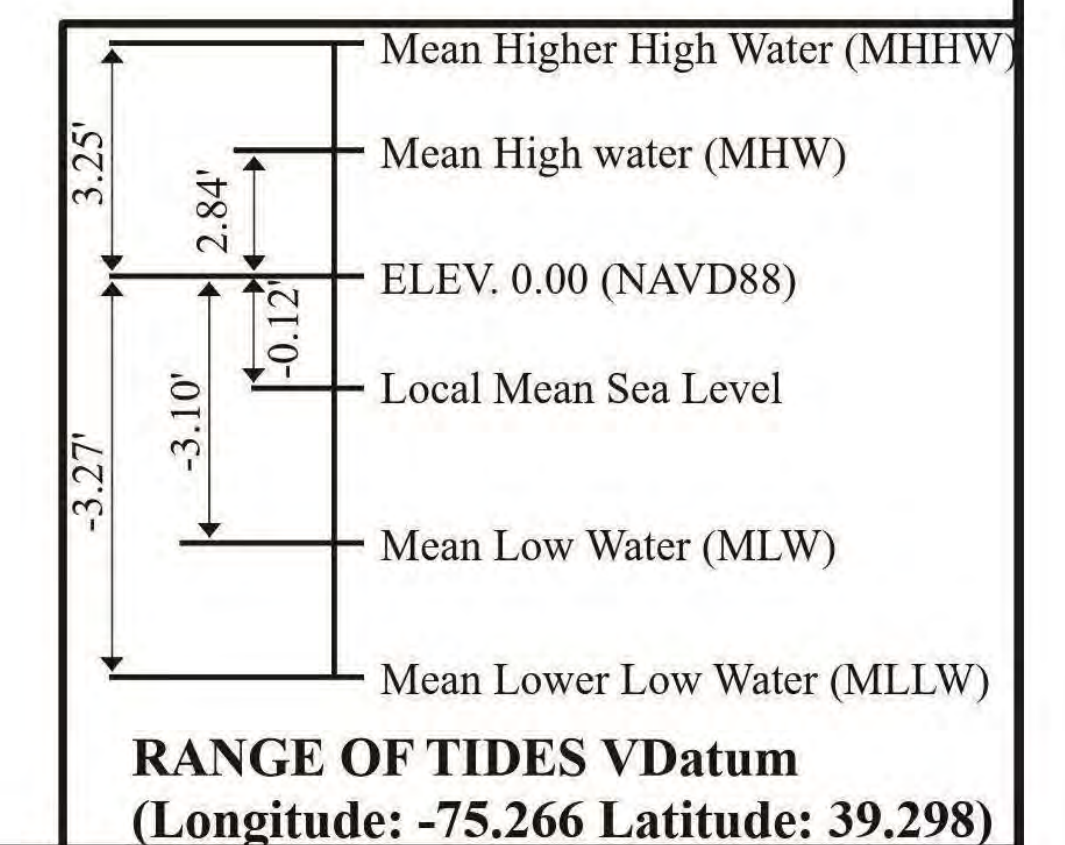 Mean Higher High Water (MHHW)
3.25'
Mean High water (MHW)
2.84'
ELEV. 0.00 (NAVD88)
-0.12'
Local Mean Sea Level
-3.10'
-3.27'
Mean Low Water (MLW)
Mean Lower Low Water (MLLW)
RANGE OF TIDES VDatum
(Longitude: -75.266 Latitude: 39.298)